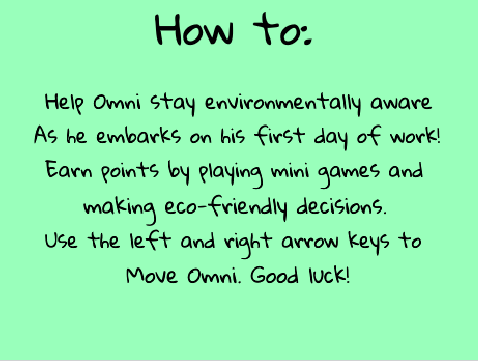 How to:
Help Omni stay environmentally aware
As he embarks on his first day of work!
Earn points by playing mini games and
making eco-friendly decisions.
Use the left and right arrow keys to
Move Omni. Good luck!